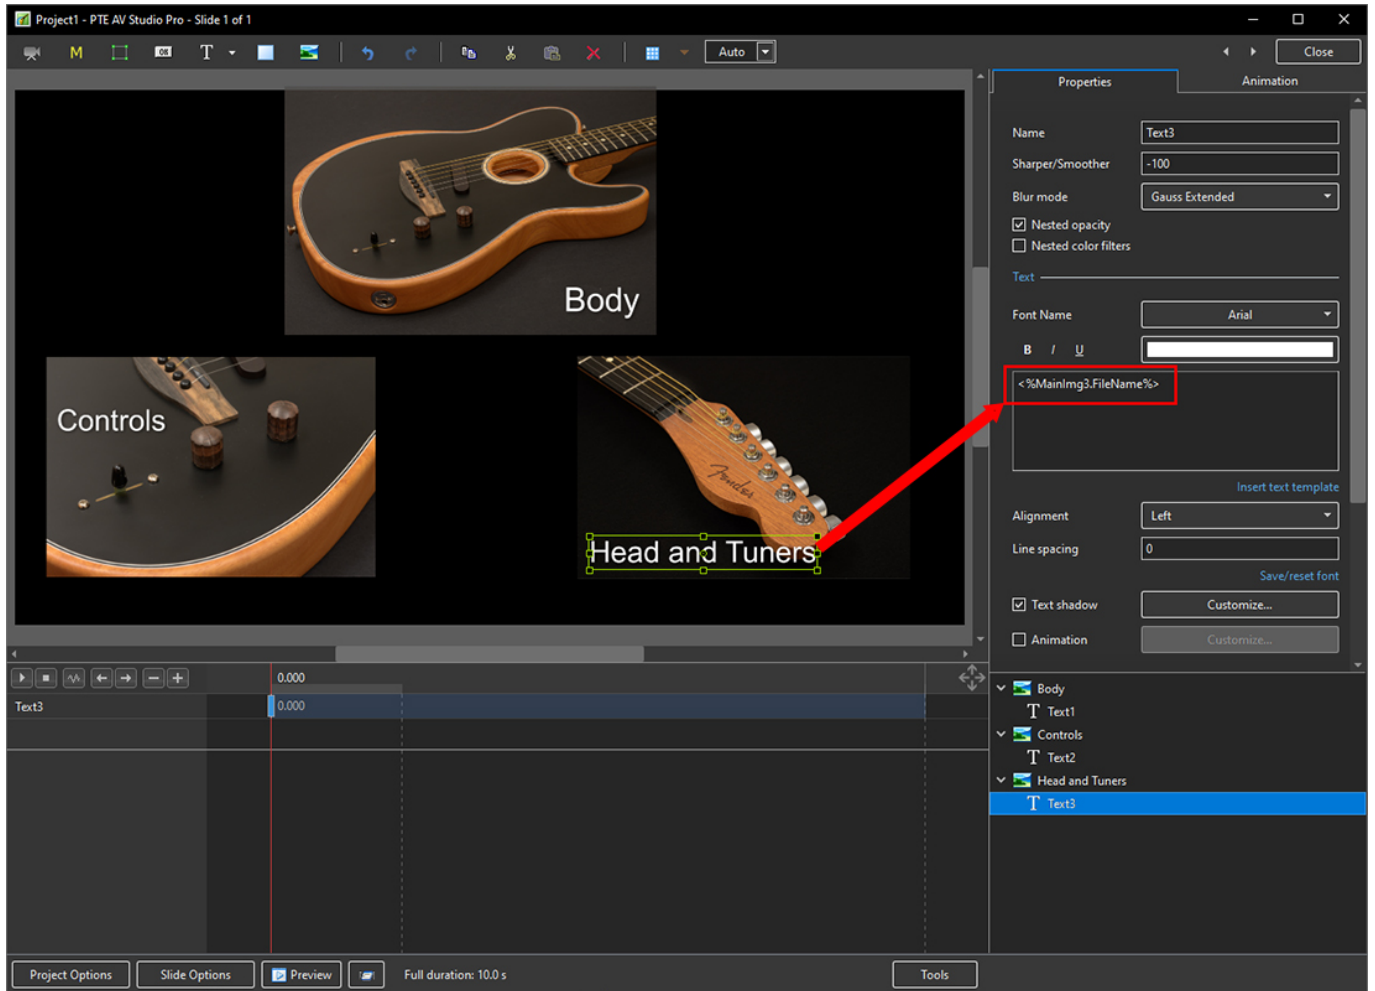 Project1 - PTE AV Studio Pro - Slide 1 of 1
M
OK
T
Auto
Close
Properties
Animation
Name
Text3
Sharper/Smoother
-100
Blur mode
Gauss Extended
Nested opacity
Nested color filters
Text
Font Name
Arial
B I U
<%MainImg3.FileName%>
Insert text template
Alignment
Left
Line spacing
0
Save/reset font
Text shadow
Customize...
Animation
Customize...
Body
Controls
Fender
Head and Tuners
0.000
Text3
0.000
Body
T Text1
Controls
T Text2
Head and Tuners
T Text3
Project Options
Slide Options
Preview
Full duration: 10.0 s
Tools